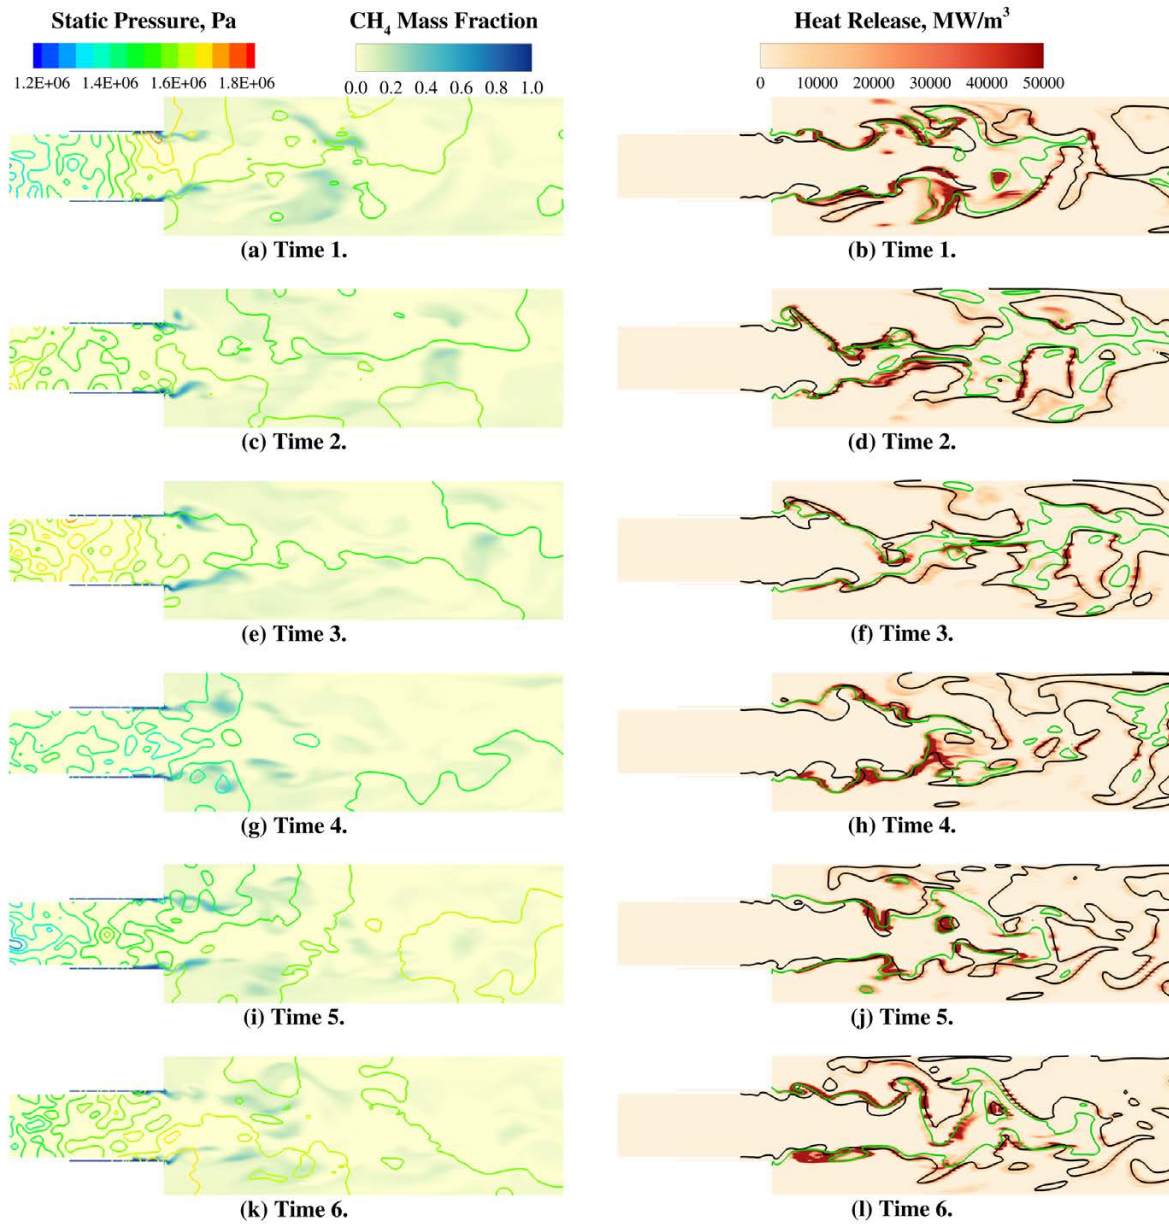 Static Pressure, Pa
CH4 Mass Fraction
Heat Release, MW/m³
1.2E+06 1.4E+06 1.6E+06 1.8E+06
0.0 0.2 0.4 0.6 0.8 1.0
0 10000 20000 30000 40000 50000
(a) Time 1.
(b) Time 1.
(c) Time 2.
(d) Time 2.
(e) Time 3.
(f) Time 3.
(g) Time 4.
(h) Time 4.
(i) Time 5.
(j) Time 5.
(k) Time 6.
(l) Time 6.